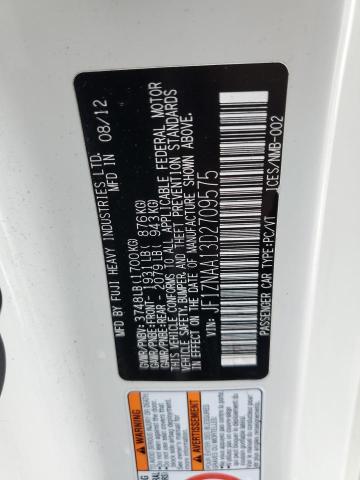 MFD BY FUJI HEAVY INDUSTRIES LTD. 08/12
GVWR/PNBV: 3748LB(1700KG)
GAWR/PNBE:FRONT- 1931LB( 876KG)
GAWR/PNBE:REAR - 2079LB( 943KG)
THIS VEHICLE CONFORMS TO ALL APPLICABLE FEDERAL MOTOR
VEHICLE SAFETY, BUMPER, AND THEFT PREVENTION STANDARDS
IN EFFECT ON THE DATE OF MANUFACTURE SHOWN ABOVE.
VIN: JF1ZNAA13D2709575
PASSENGER CAR TYPE:PC/VT ICES/NMB-002
WARNING
AVERTISSEMENT